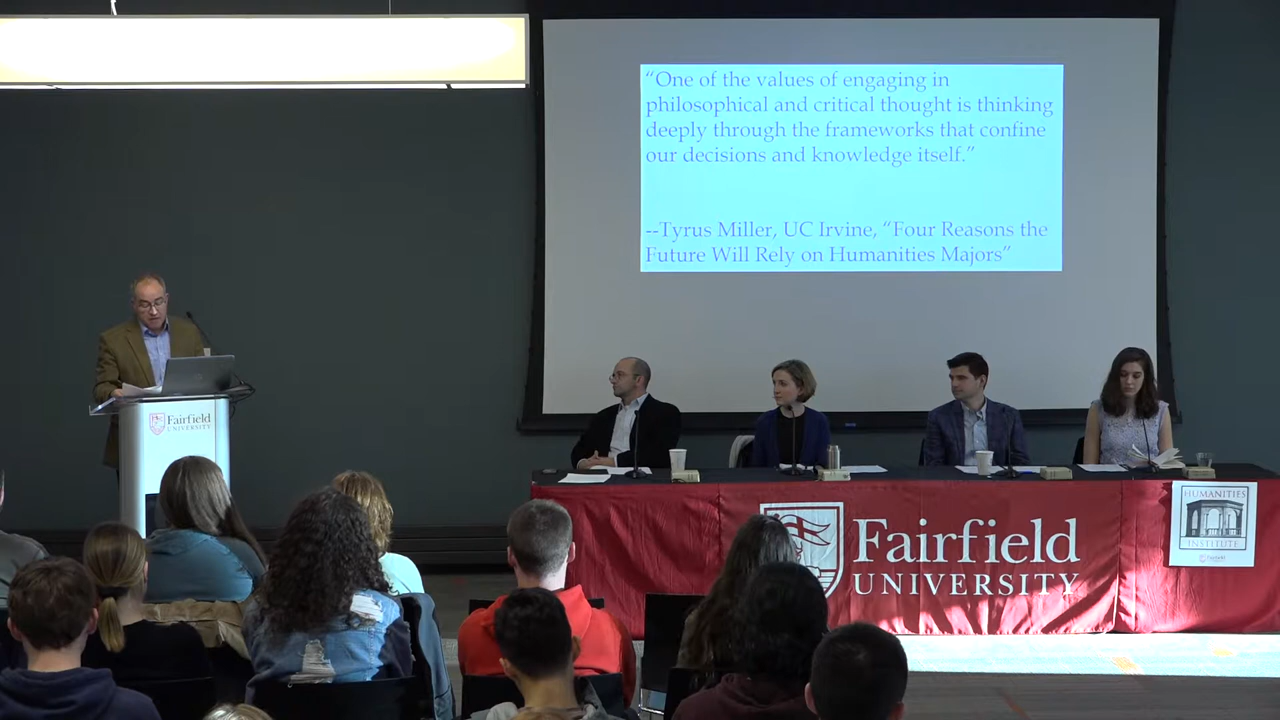 “One of the values of engaging in
philosophical and critical thought is thinking
deeply through the frameworks that confine
our decisions and knowledge itself.”
--Tyrus Miller, UC Irvine, “Four Reasons the
Future Will Rely on Humanities Majors”
Fairfield
UNIVERSITY
Fairfield
UNIVERSITY
HUMANITIES
INSTITUTE
Fairfield